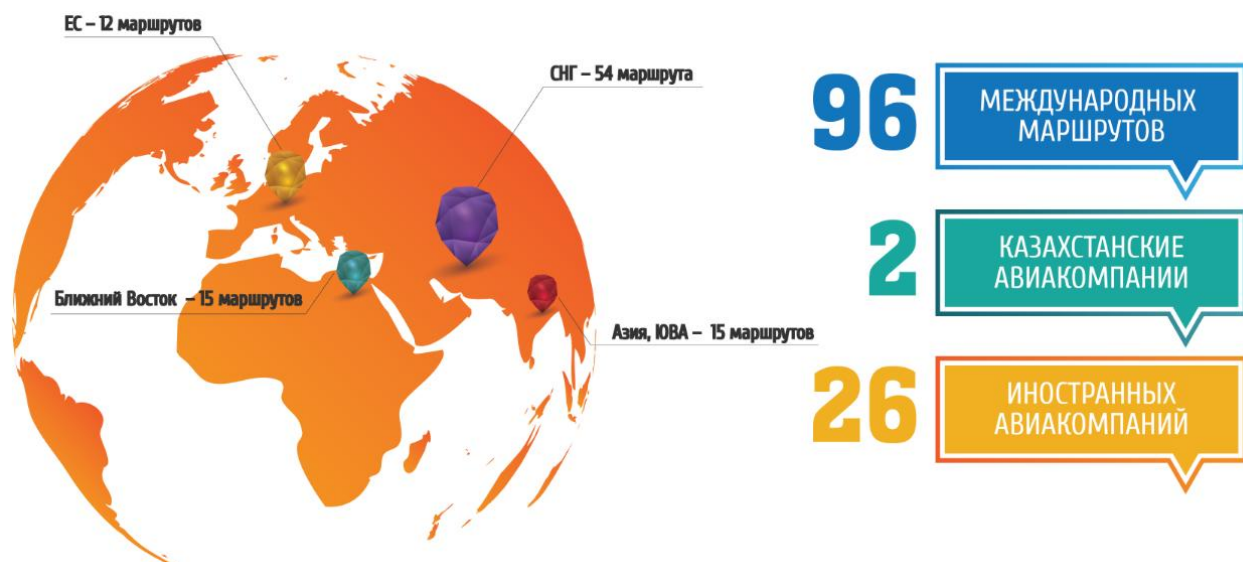 ЕС – 12 маршрутов
СНГ – 54 маршрута
Ближний Восток – 15 маршрутов
Азия, ЮВА – 15 маршрутов
96
МЕЖДУНАРОДНЫХ
МАРШРУТОВ
2
КАЗАХСТАНСКИЕ
АВИАКОМПАНИИ
26
ИНОСТРАННЫХ
АВИАКОМПАНИЙ